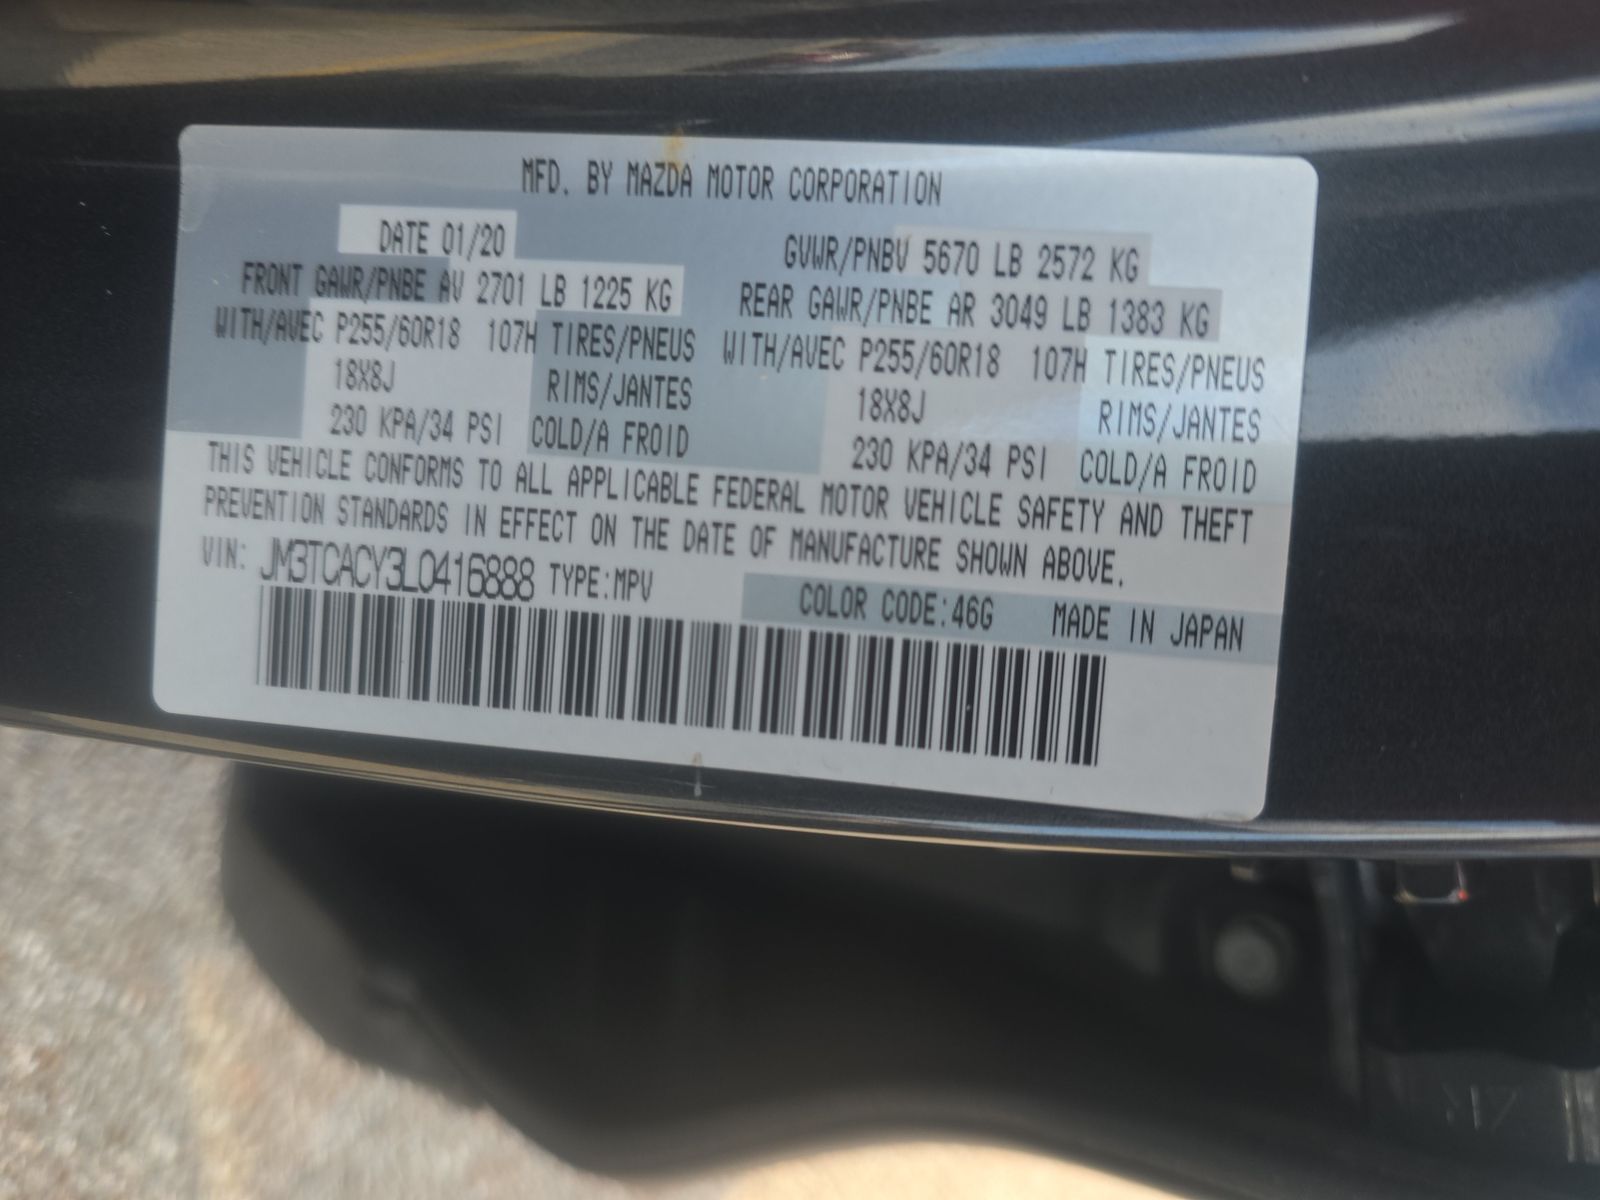 MFD. BY MAZDA MOTOR CORPORATION
DATE 01/20 GVWR/PNBV 5670 LB 2572 KG
FRONT GAWR/PNBE AV 2701 LB 1225 KG REAR GAWR/PNBE AR 3049 LB 1383 KG
WITH/AVEC P255/60R18 107H TIRES/PNEUS WITH/AVEC P255/60R18 107H TIRES/PNEUS
18X8J RIMS/JANTES 18X8J RIMS/JANTES
230 KPA/34 PSI COLD/A FROID 230 KPA/34 PSI COLD/A FROID
THIS VEHICLE CONFORMS TO ALL APPLICABLE FEDERAL MOTOR VEHICLE SAFETY AND THEFT
PREVENTION STANDARDS IN EFFECT ON THE DATE OF MANUFACTURE SHOWN ABOVE.
VIN: JM3TCACY3L0416888 TYPE:MPV COLOR CODE:46G MADE IN JAPAN